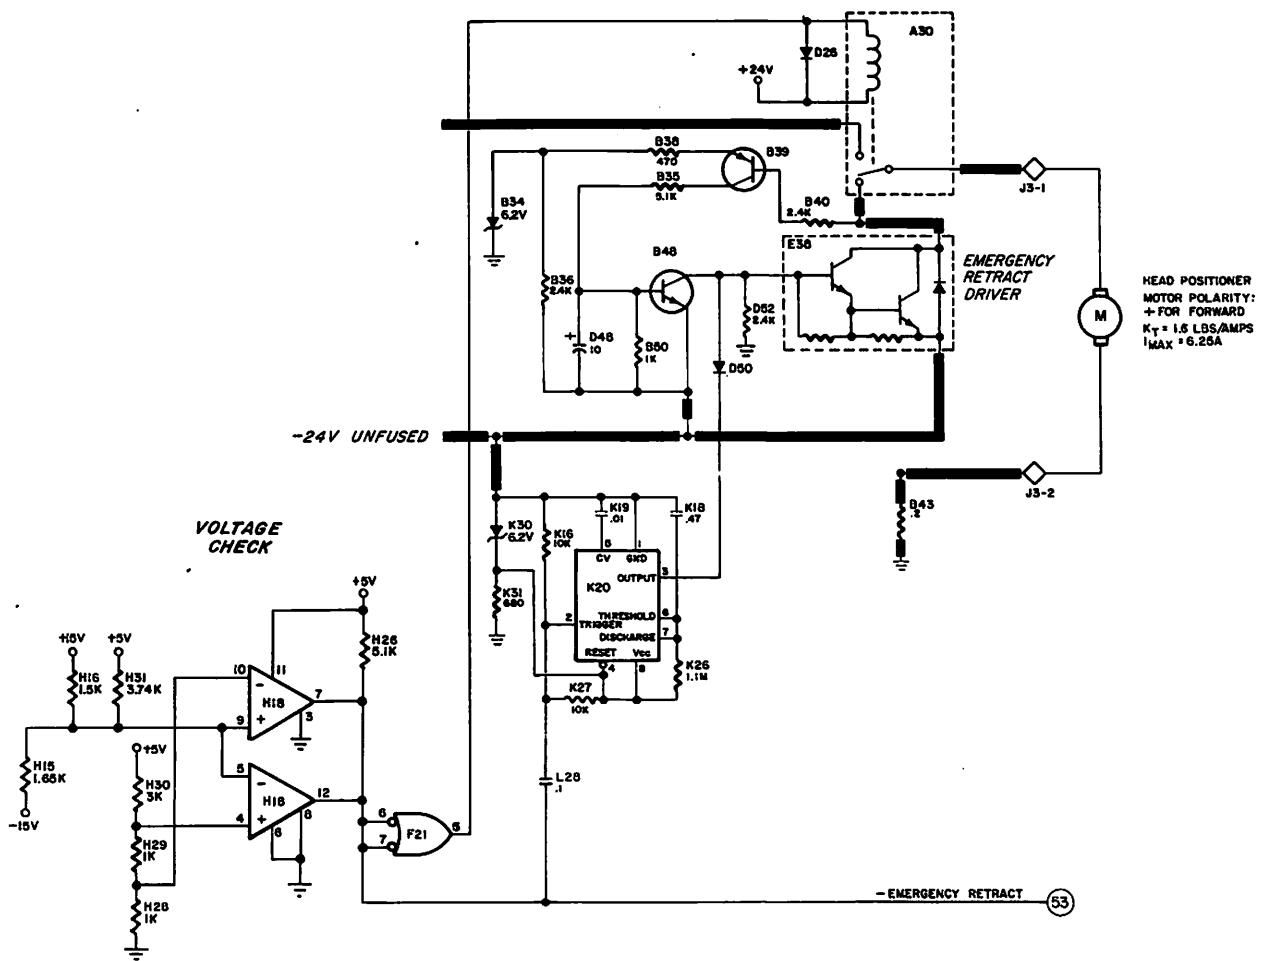 A30
D26
+24V
B38
470
B39
B35
5.1K
J3-1
B34
6.2V
B40
2.4K
E38
B48
EMERGENCY
RETRACT
DRIVER
B36
2.4K
D52
2.4K
HEAD POSITIONER
MOTOR POLARITY:
+ FOR FORWARD
KT = 1.6 LBS/AMPS
IMAX = 6.25A
M
+
D48
10
B50
1K
D50
-24V UNFUSED
J3-2
B43
.2
VOLTAGE
CHECK
K30
6.2V
K16
10K
K19
.01
K18
.47
5
1
CV
GND
OUTPUT
3
K20
K31
680
THRESHOLD
6
2
TRIGGER
DISCHARGE
7
RESET
Vcc
4
8
K26
1.1M
K27
10K
+5V
H26
5.1K
+15V
+5V
H16
1.5K
H31
3.74K
10
11
-
H18
7
9
+
3
+5V
H15
1.65K
-15V
H30
3K
5
-
H18
12
4
+
6
8
L28
.1
6
7
F21
5
H29
1K
H28
1K
-EMERGENCY RETRACT
53